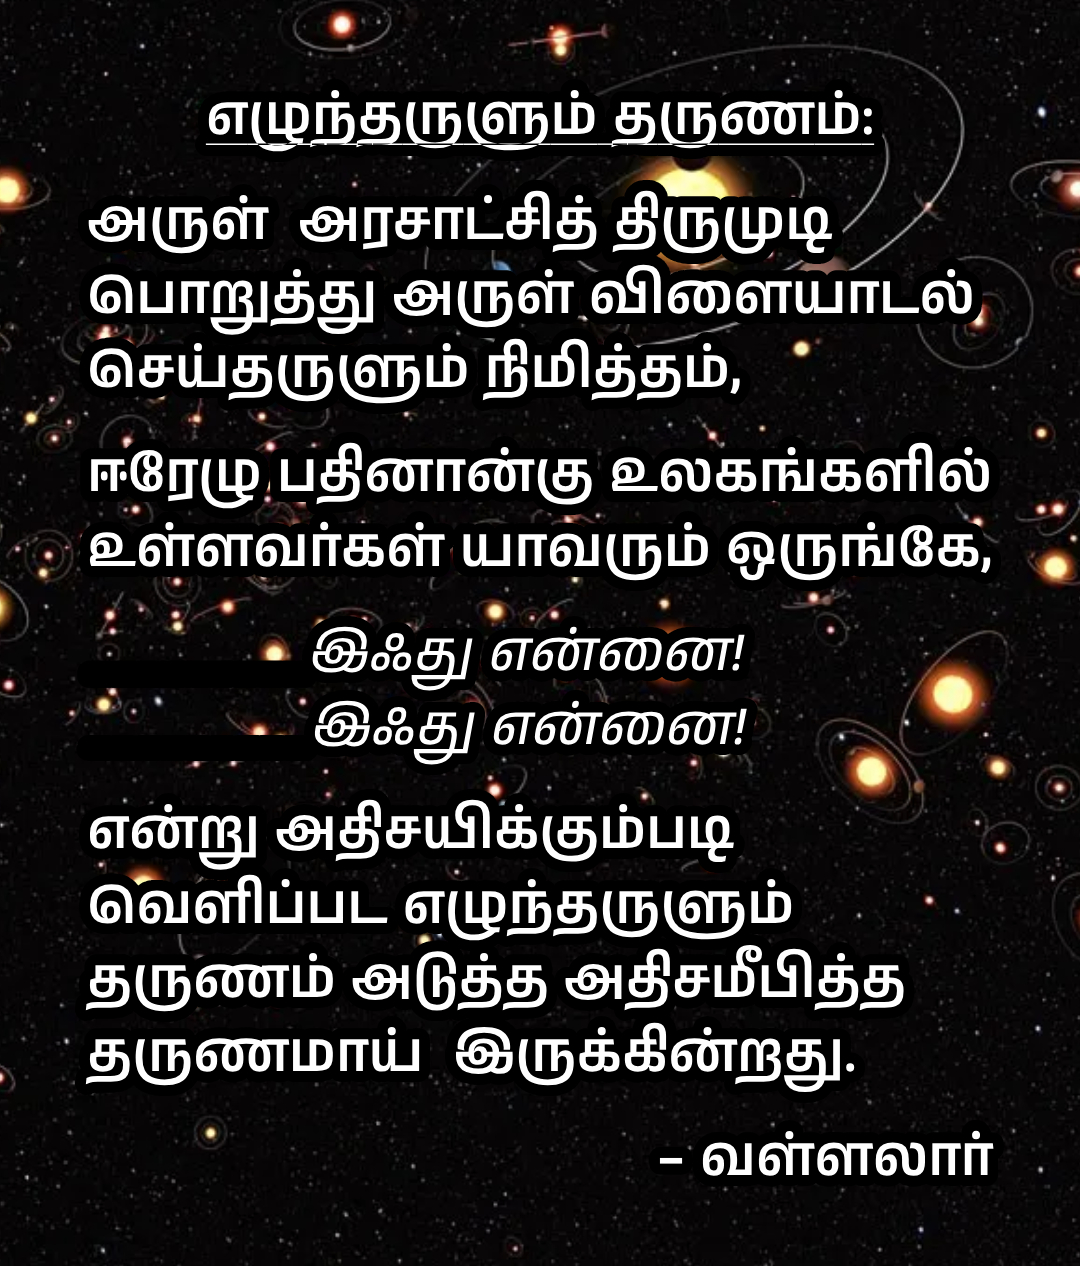 எழுந்தருளும் தருணம்:
அருள் அரசாட்சித் திருமுடி
பொறுத்து அருள் விளையாடல்
செய்தருளும் நிமித்தம்,
ஈரேழு பதினான்கு உலகங்களில்
உள்ளவர்கள் யாவரும் ஒருங்கே,
இஃது என்னை!
இஃது என்னை!
என்று அதிசயிக்கும்படி
வெளிப்பட எழுந்தருளும்
தருணம் அடுத்த அதிசமீபித்த
தருணமாய் இருக்கின்றது.
– வள்ளலார்